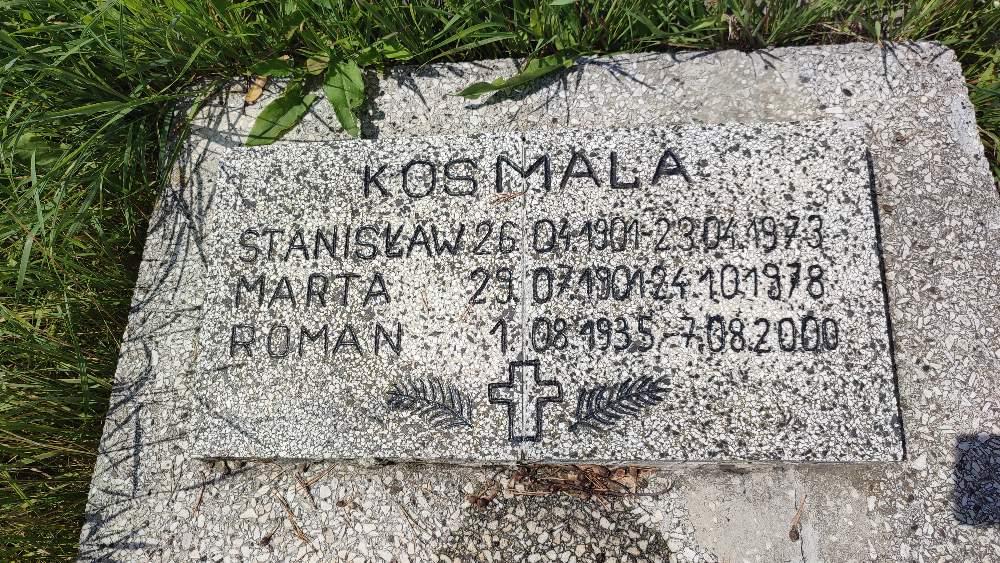 KOSMALA
STANISŁAW 26.04.1901-23.04.1973
MARTA 29.07.1901-24.10.1978
ROMAN 1.08.1935-7.08.2000